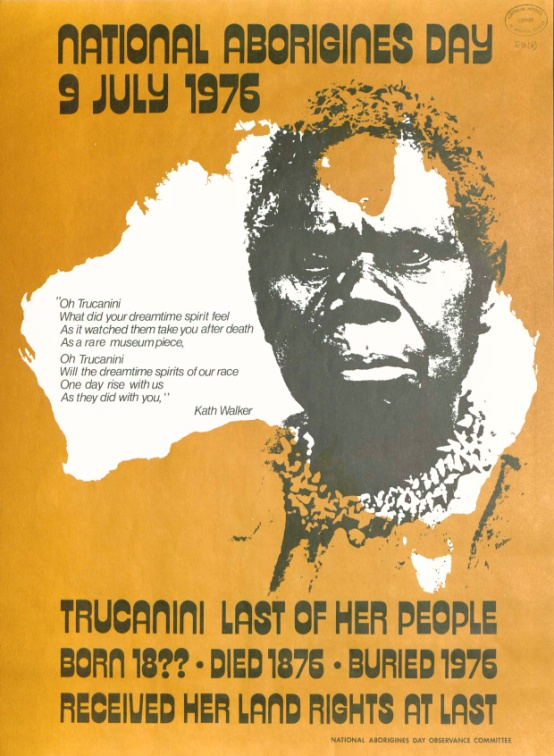 NATIONAL ABORIGINES DAY
9 JULY 1976
"Oh Trucanini
What did your dreamtime spirit feel
As it watched them take you after death
As a rare museum piece,
Oh Trucanini
Will the dreamtime spirits of our race
One day rise with us
As they did with you,"
Kath Walker
TRUCANINI LAST OF HER PEOPLE
BORN 18?? • DIED 1876 • BURIED 1976
RECEIVED HER LAND RIGHTS AT LAST
NATIONAL ABORIGINES DAY OBSERVANCE COMMITTEE